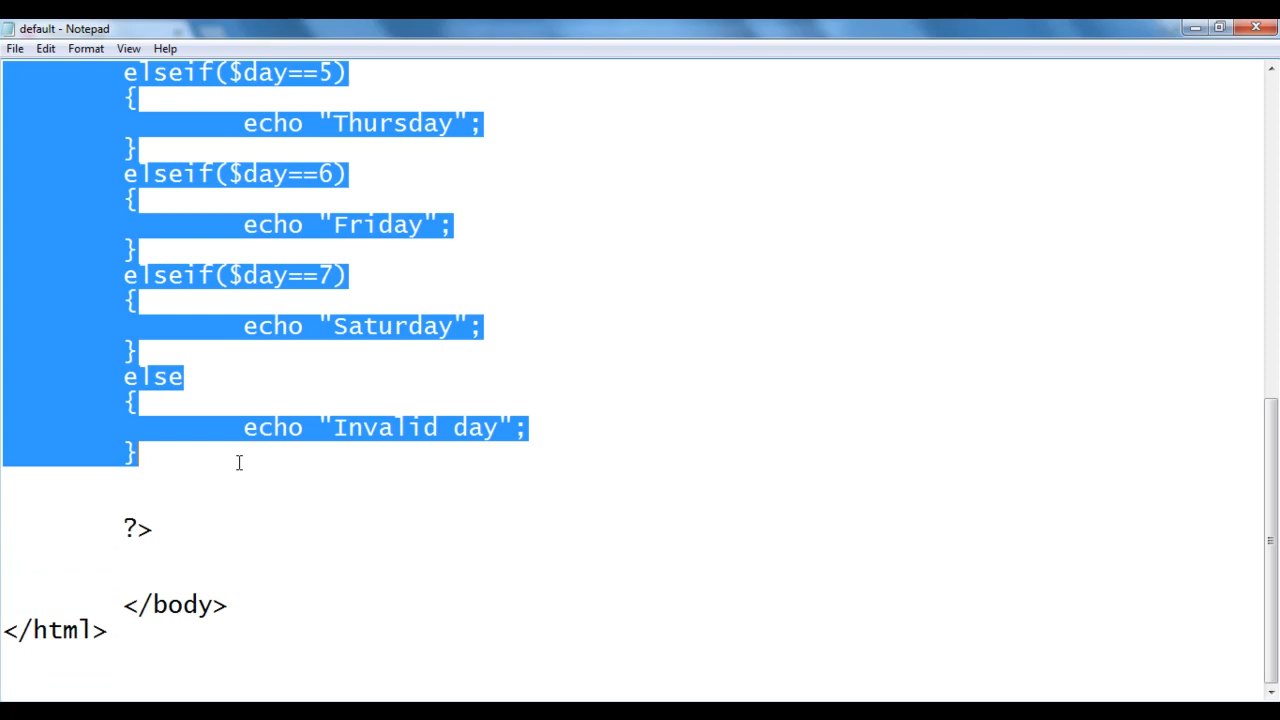 default - Notepad
File Edit Format View Help
elseif($day==5)
{
echo "Thursday";
}
elseif($day==6)
{
echo "Friday";
}
elseif($day==7)
{
echo "Saturday";
}
else
{
echo "Invalid day";
}
?>
</body>
</html>